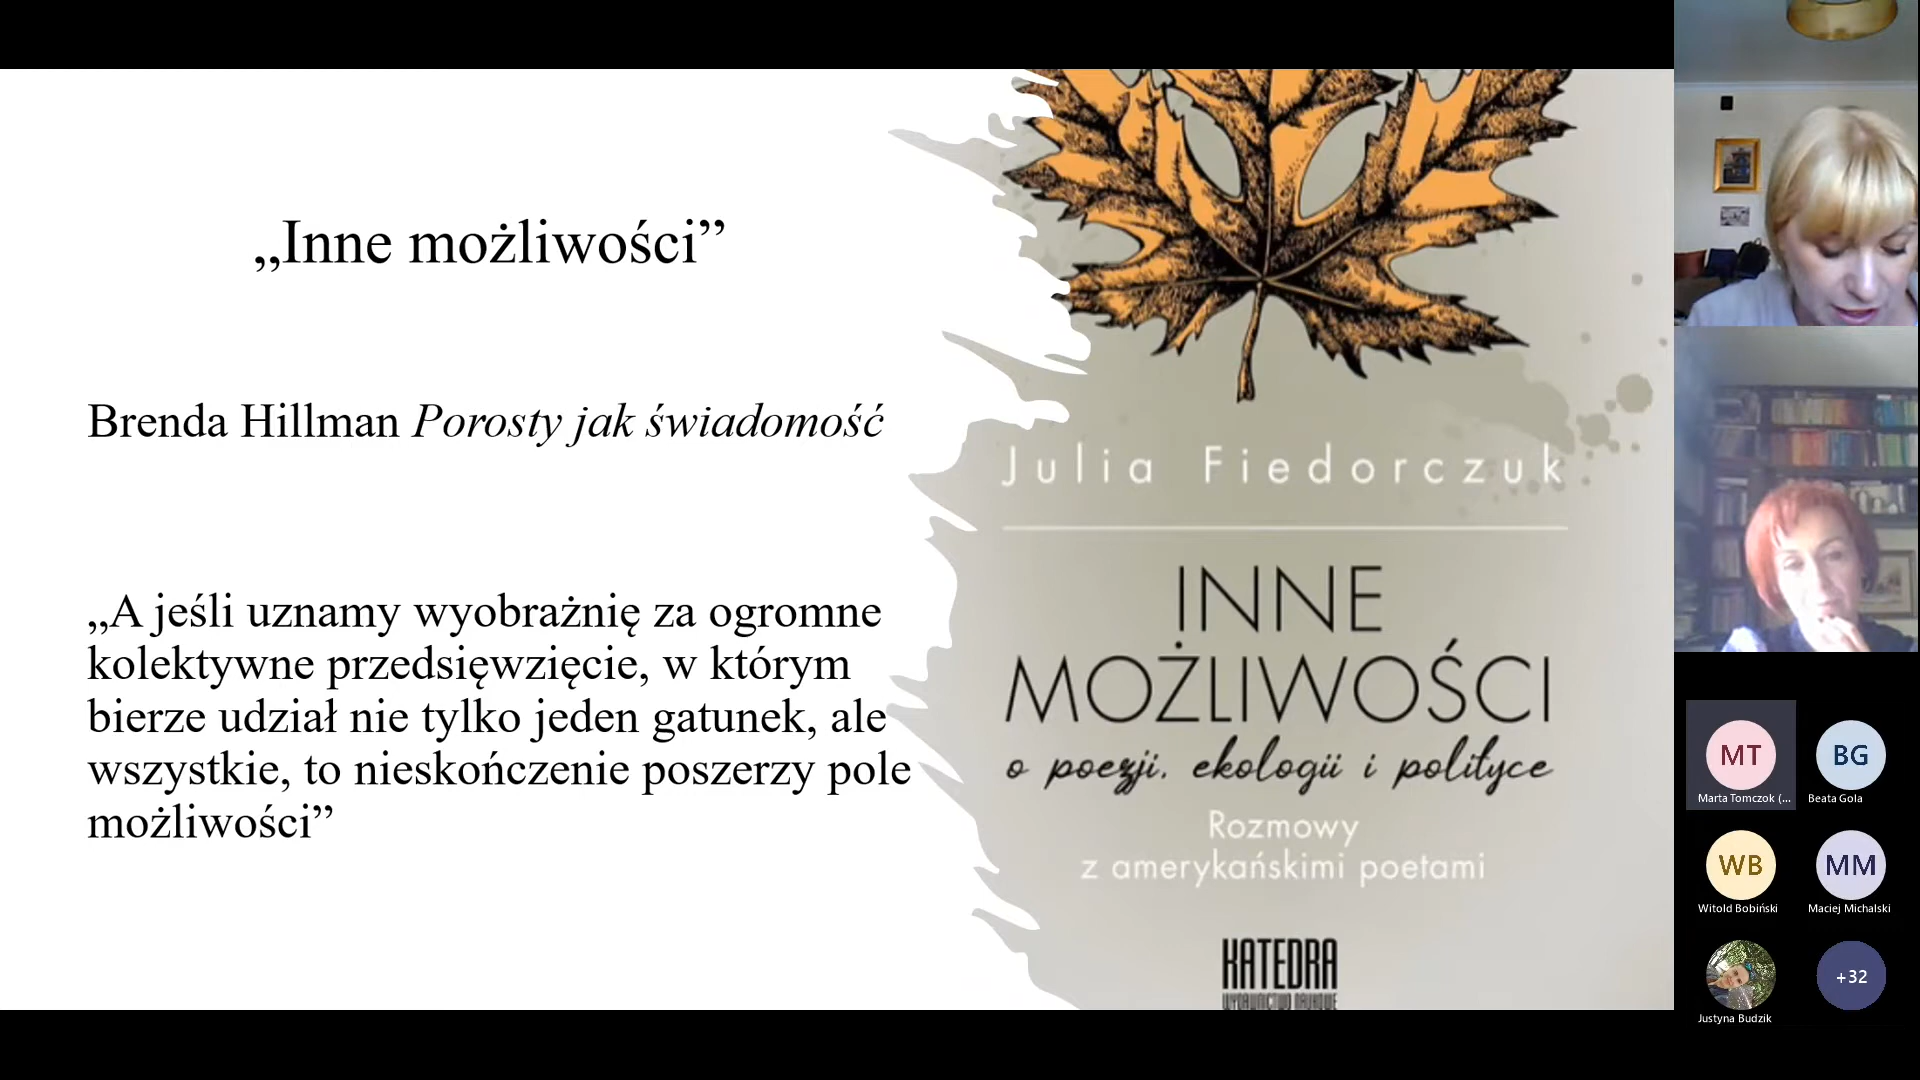 „Inne możliwości”
Brenda Hillman Porosty jak świadomość
„A jeśli uznamy wyobraźnię za ogromne
kolektywne przedsięwzięcie, w którym
bierze udział nie tylko jeden gatunek, ale
wszystkie, to nieskończenie poszerzy pole
możliwości”
Julia Fiedorczuk
INNE
MOŻLIWOŚCI
o poezji, ekologii i polityce
Rozmowy
z amerykańskimi poetami
KATEDRA
WYDAWNICTWO NAUKOWE
MT
BG
Marta Tomczok (...
Beata Gola
WB
MM
Witold Bobiński
Maciej Michalski
+32
Justyna Budzik